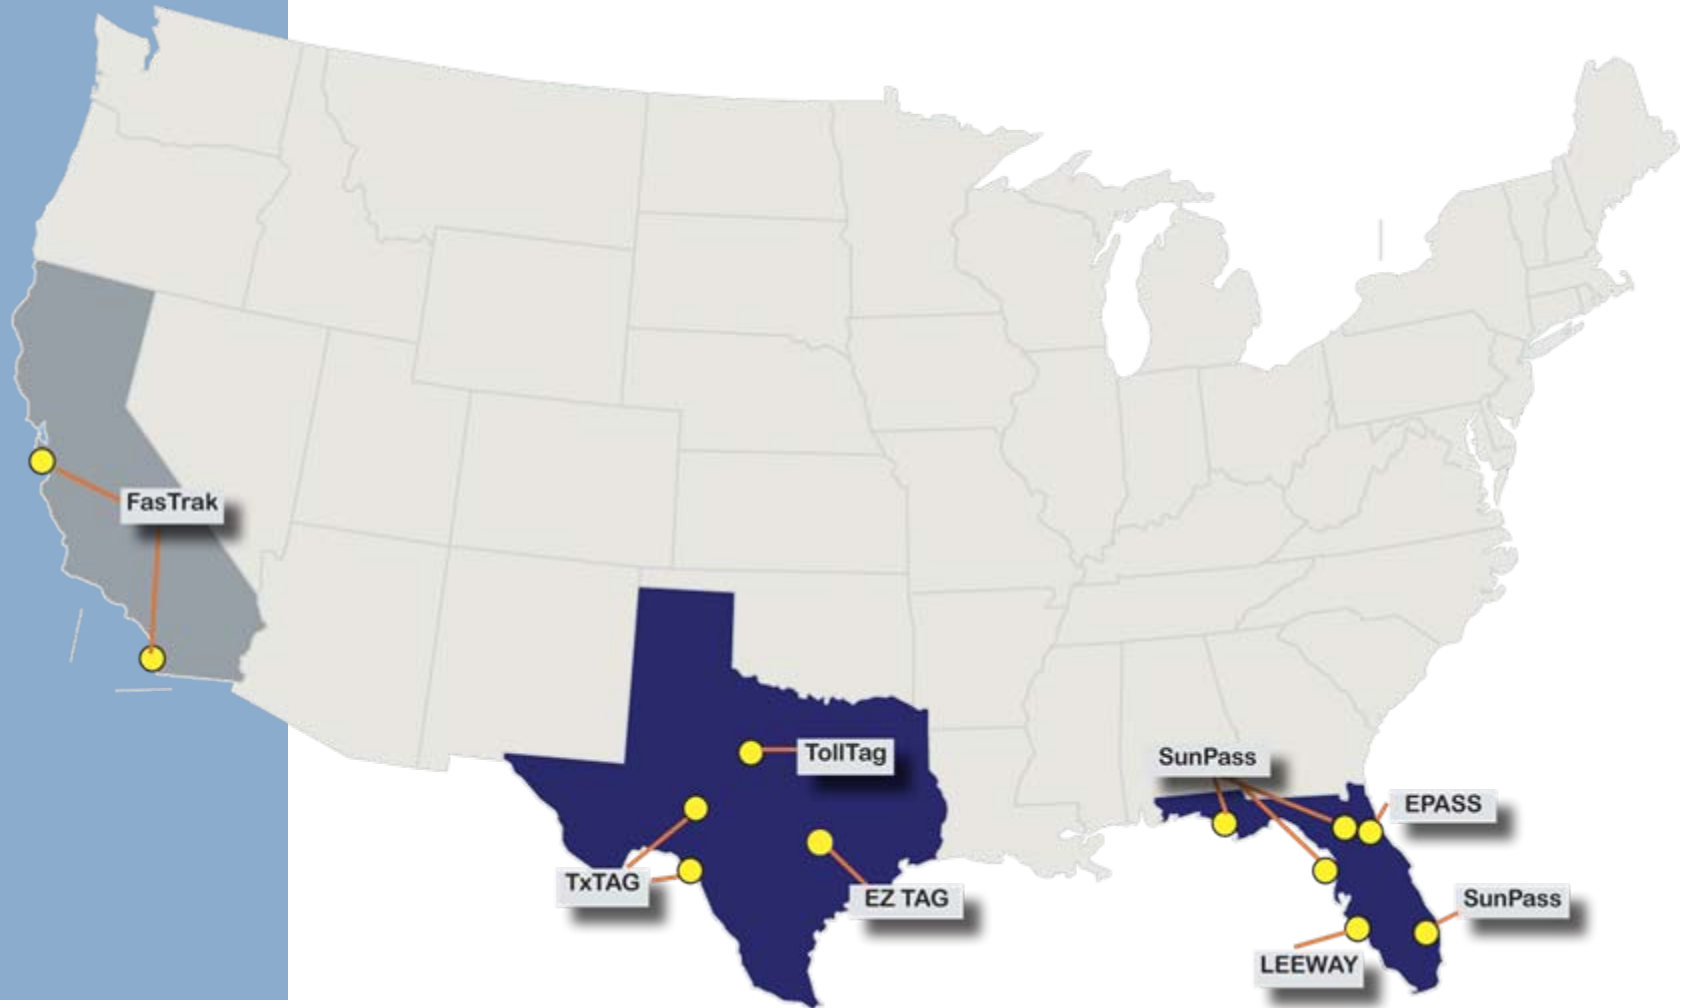 FasTrak
TollTag
SunPass
EPASS
TxTAG
EZ TAG
SunPass
LEEWAY